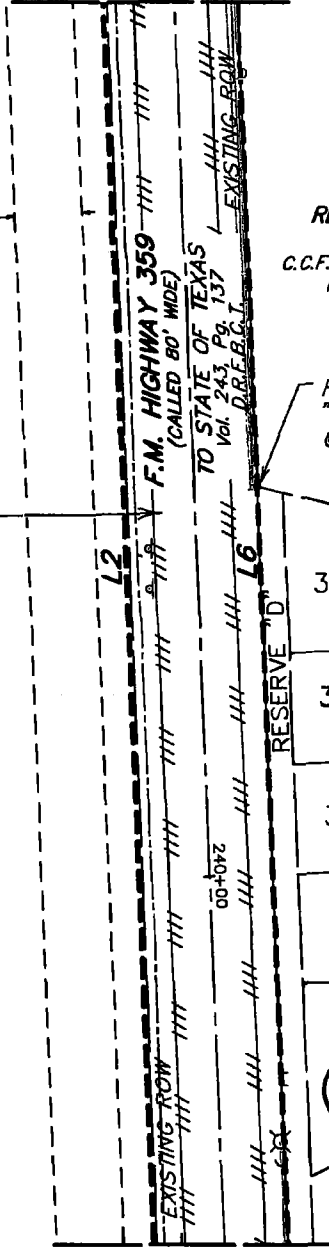 EXISTING ROW
F.M. HIGHWAY 359
(CALLED 80' WIDE)
TO STATE OF TEXAS
Vol. 243, Pg. 137
D.R.F.B.C.T.
C.C.F.
L2
L6
3
RESERVE "D"
240+00
EXISTING ROW